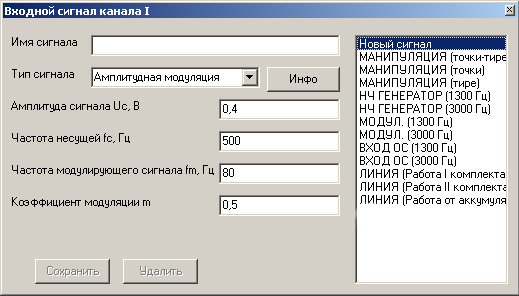 Входной сигнал канала I
Имя сигнала
Тип сигнала
Амплитудная модуляция
Инфо
Амплитуда сигнала Uc, В
0,4
Частота несущей fc, Гц
500
Частота модулирующего сигнала fm, Гц
80
Коэффициент модуляции m
0,5
Сохранить
Удалить
Новый сигнал
МАНИПУЛЯЦИЯ (точки-тире
МАНИПУЛЯЦИЯ (точки)
МАНИПУЛЯЦИЯ (тире)
НЧ ГЕНЕРАТОР (1300 Гц)
НЧ ГЕНЕРАТОР (3000 Гц)
МОДУЛ. (1300 Гц)
МОДУЛ. (3000 Гц)
ВХОД ОС (1300 Гц)
ВХОД ОС (3000 Гц)
ЛИНИЯ (Работа I комплекта
ЛИНИЯ (Работа II комплекта
ЛИНИЯ (Работа от аккумуля